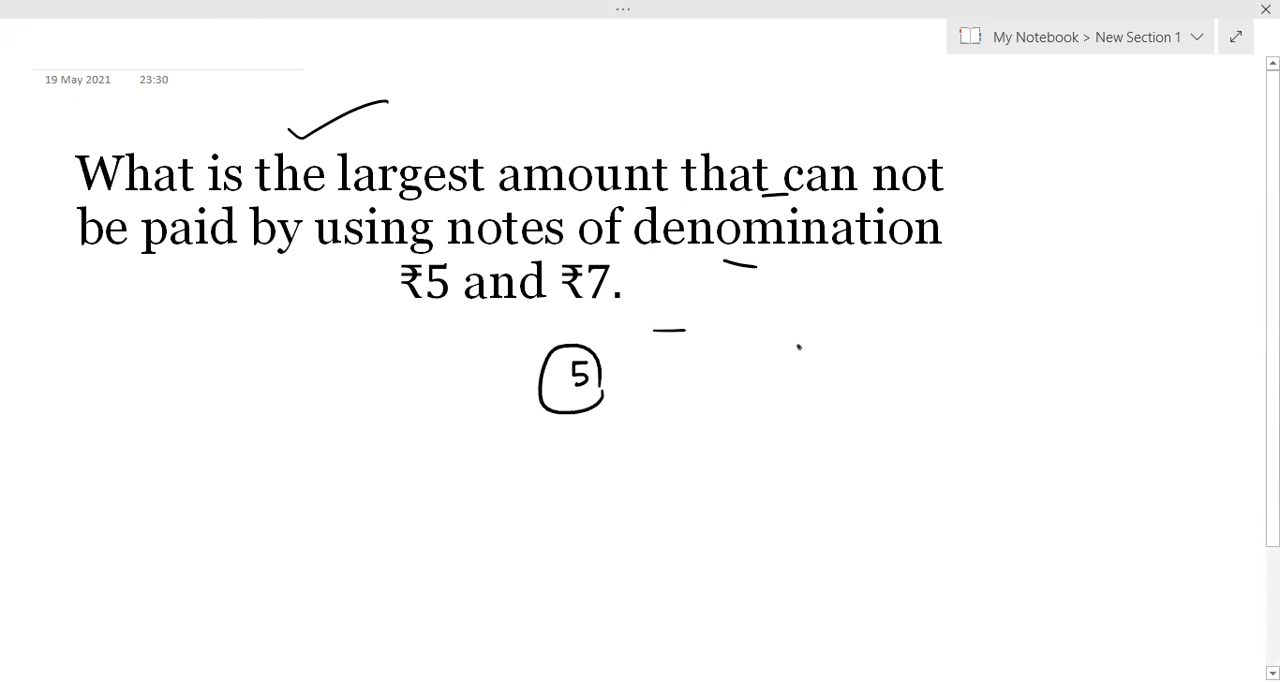 My Notebook > New Section 1
19 May 2021 23:30
What is the largest amount that can not
be paid by using notes of denomination
₹5 and ₹7.
5